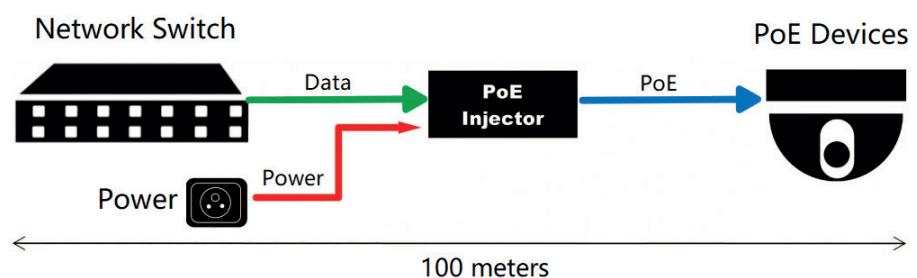 Network Switch
PoE Devices
Data
PoE
Injector
PoE
Power
Power
100 meters